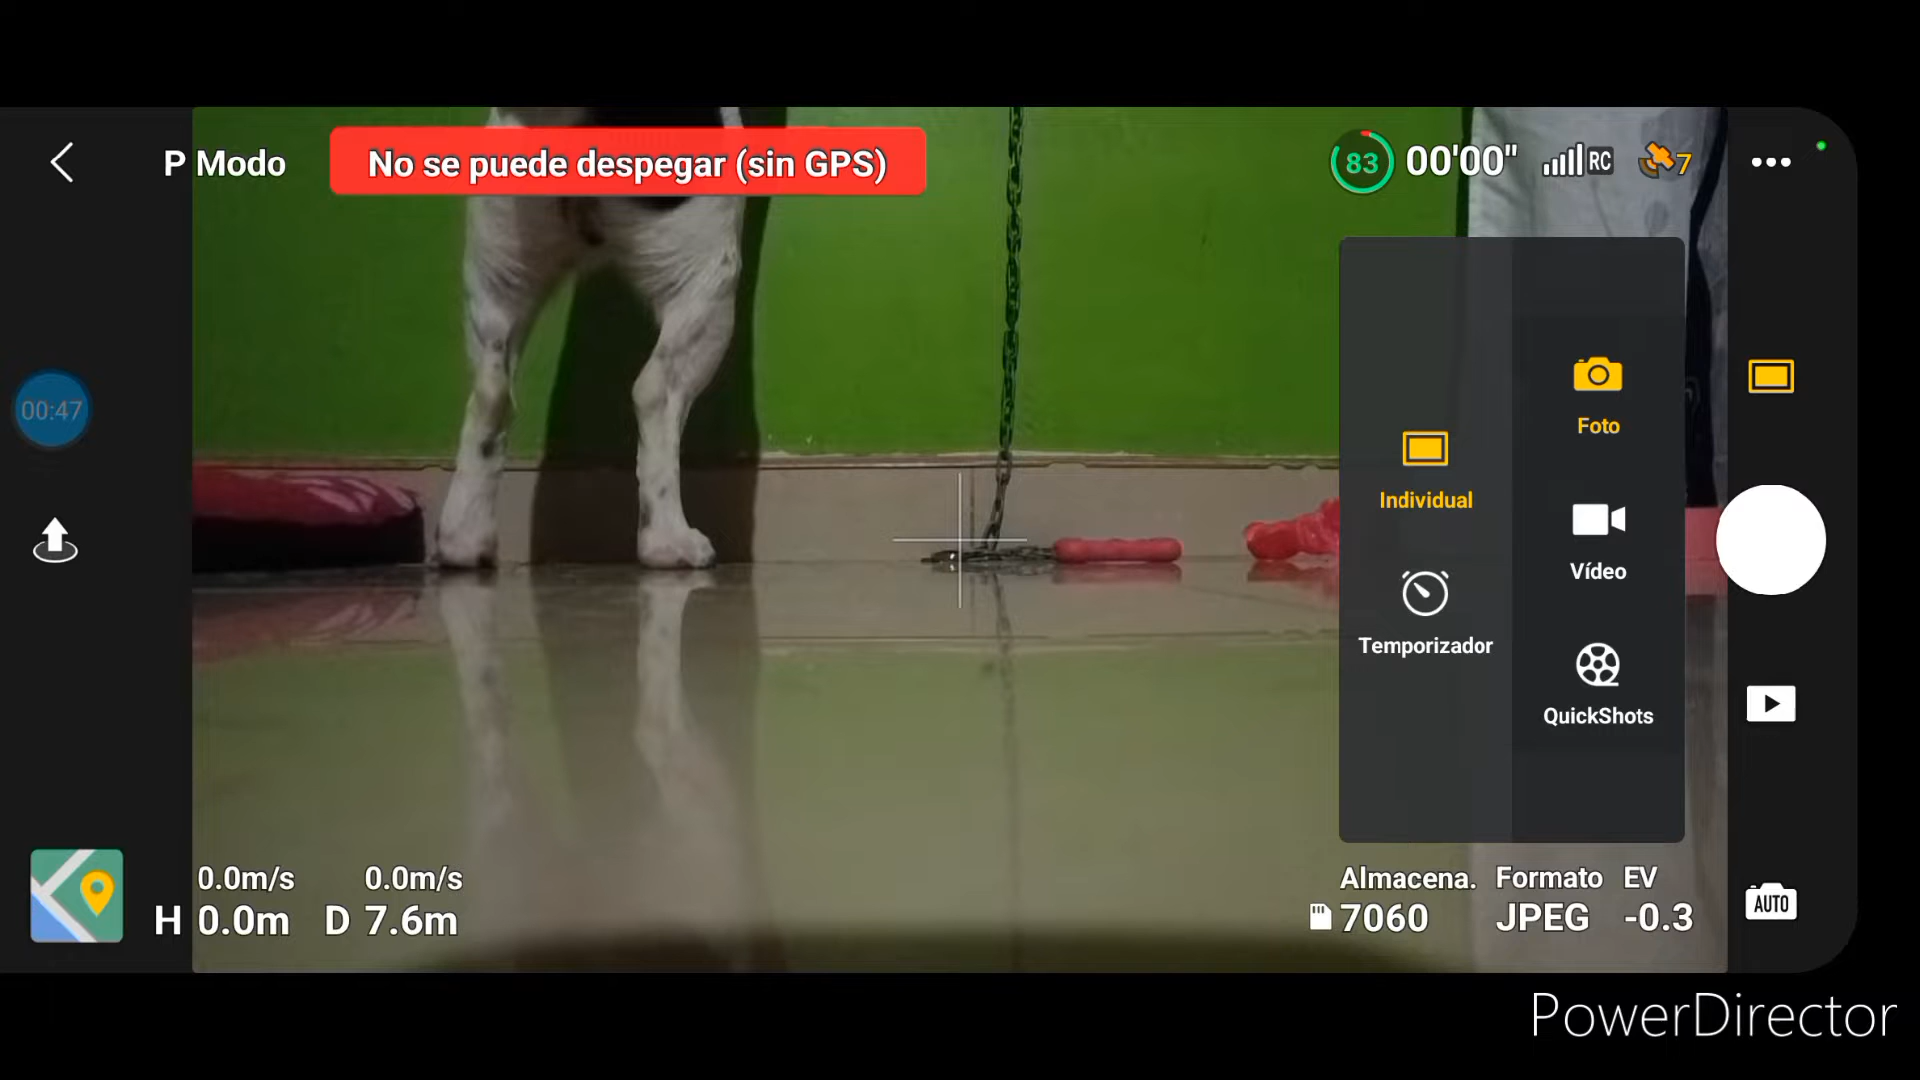 P Modo
No se puede despegar (sin GPS)
83
00'00"
RC
7
00:47
Foto
Individual
Vídeo
Temporizador
QuickShots
0.0m/s 0.0m/s
H 0.0m D 7.6m
Almacena. Formato EV
7060 JPEG -0.3
AUTO
PowerDirector